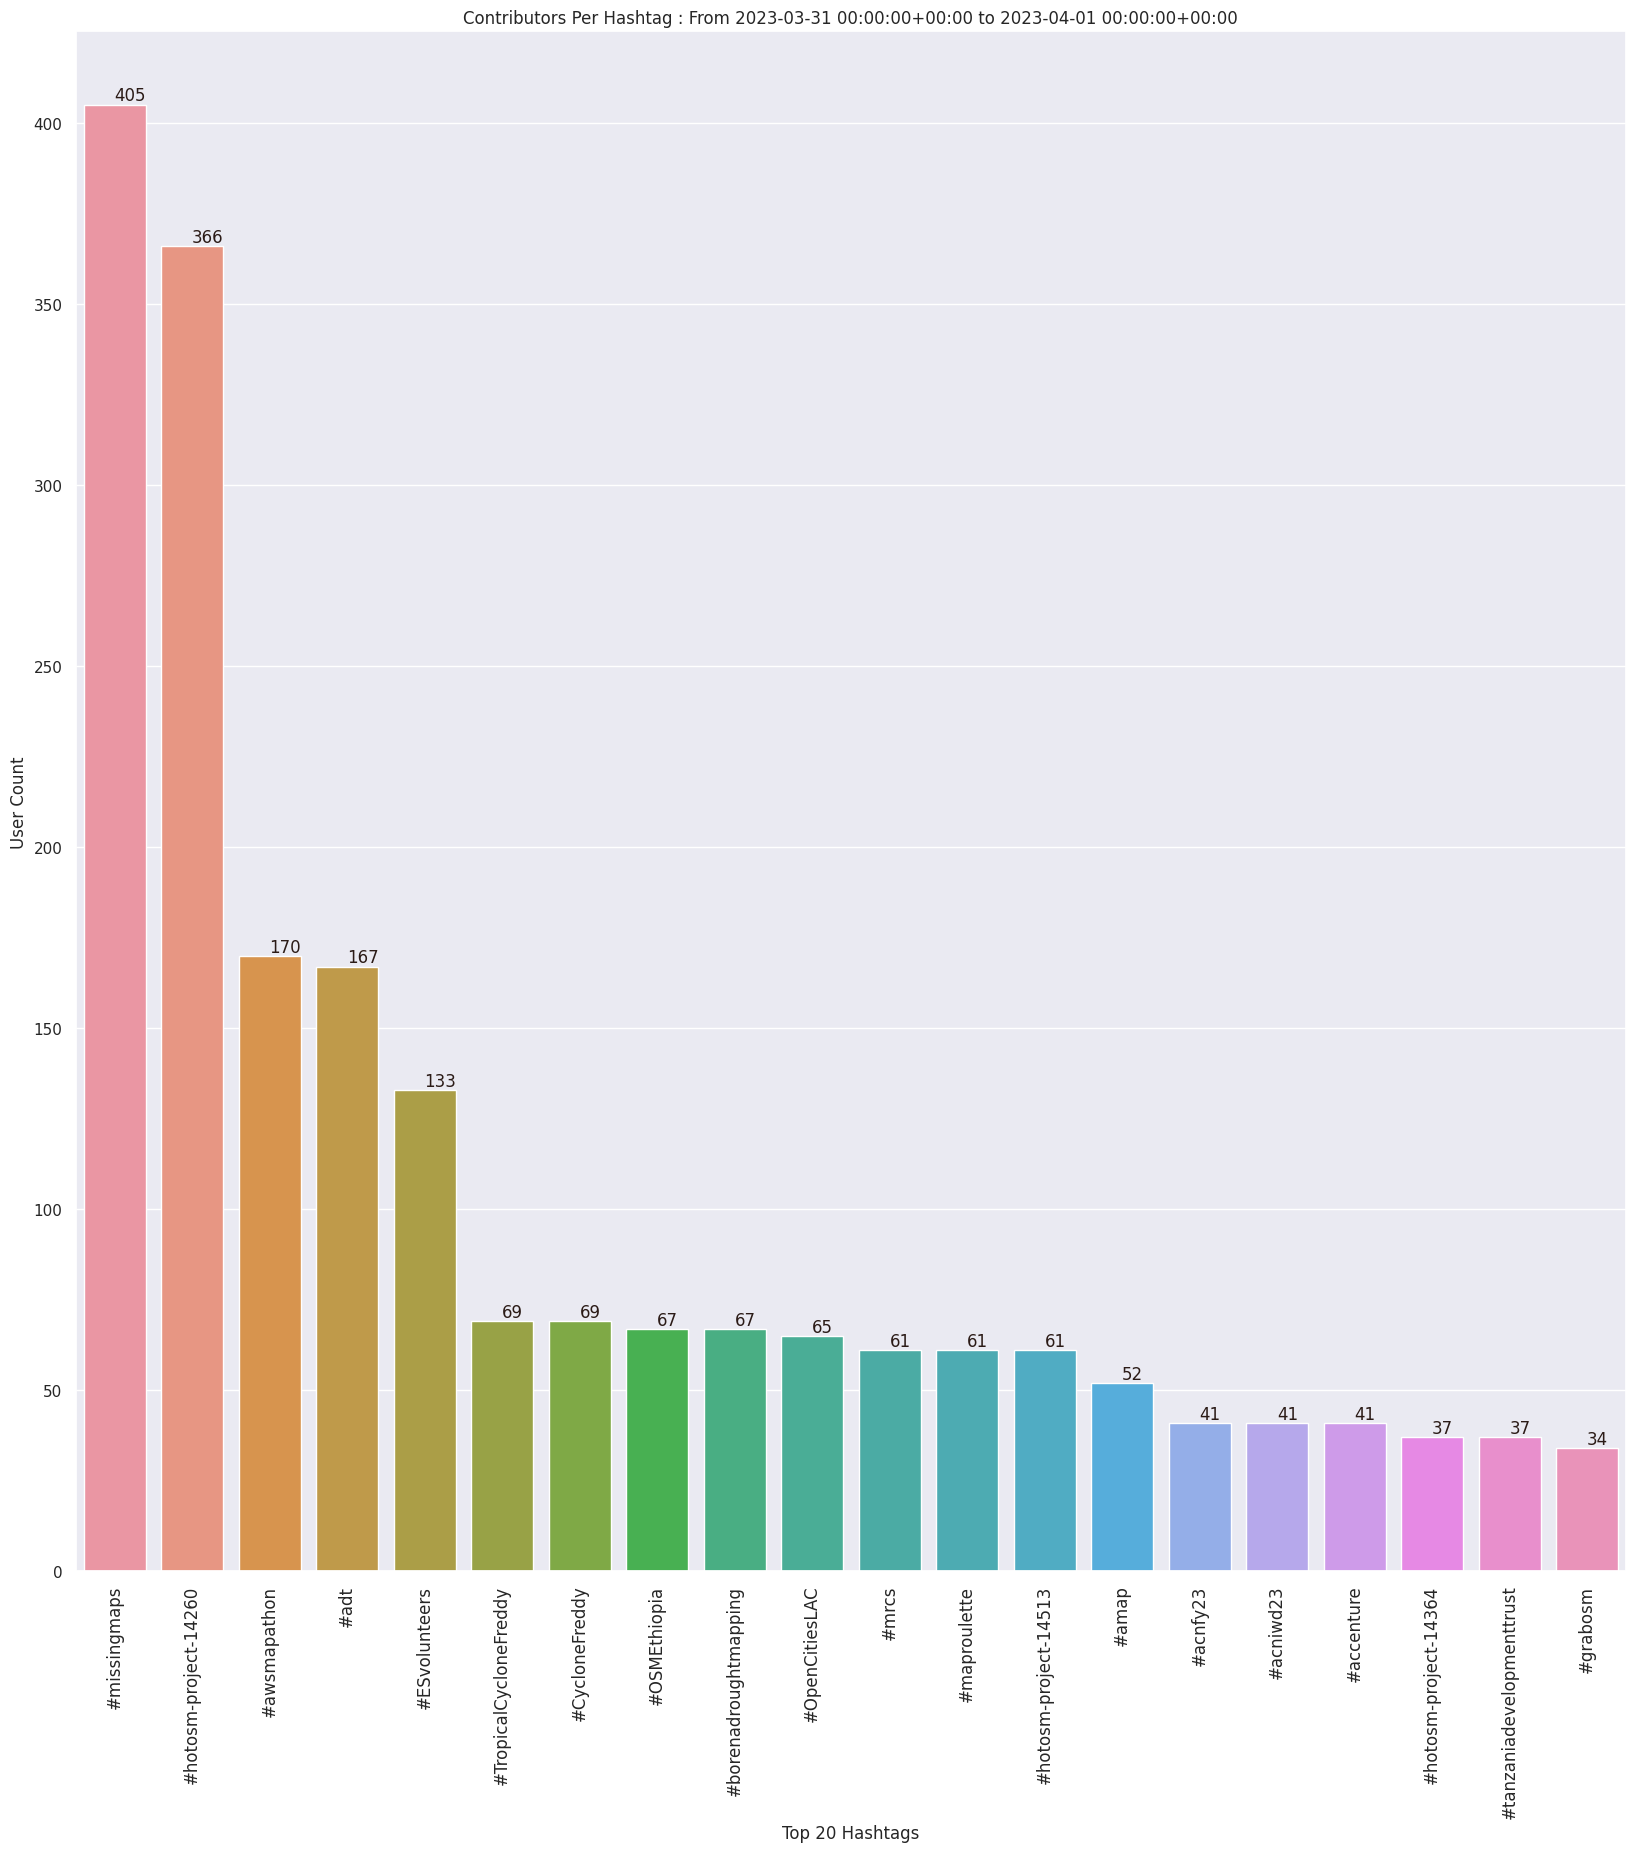 Contributors Per Hashtag : From 2023-03-31 00:00:00+00:00 to 2023-04-01 00:00:00+00:00
User Count
400
350
300
250
200
150
100
50
0
405
366
170
167
133
69
69
67
67
65
61
61
61
52
41
41
41
37
37
34
#missingmaps
#hotosm-project-14260
#awsmapathon
#adt
#ESvolunteers
#TropicalCycloneFreddy
#CycloneFreddy
#OSMEthiopia
#borenadroughtmapping
#OpenCitiesLAC
#mrcs
#maproulette
#hotosm-project-14513
#amap
#acnfy23
#acniwd23
#accenture
#hotosm-project-14364
#tanzaniadevelopmenttrust
#grabosm
Top 20 Hashtags